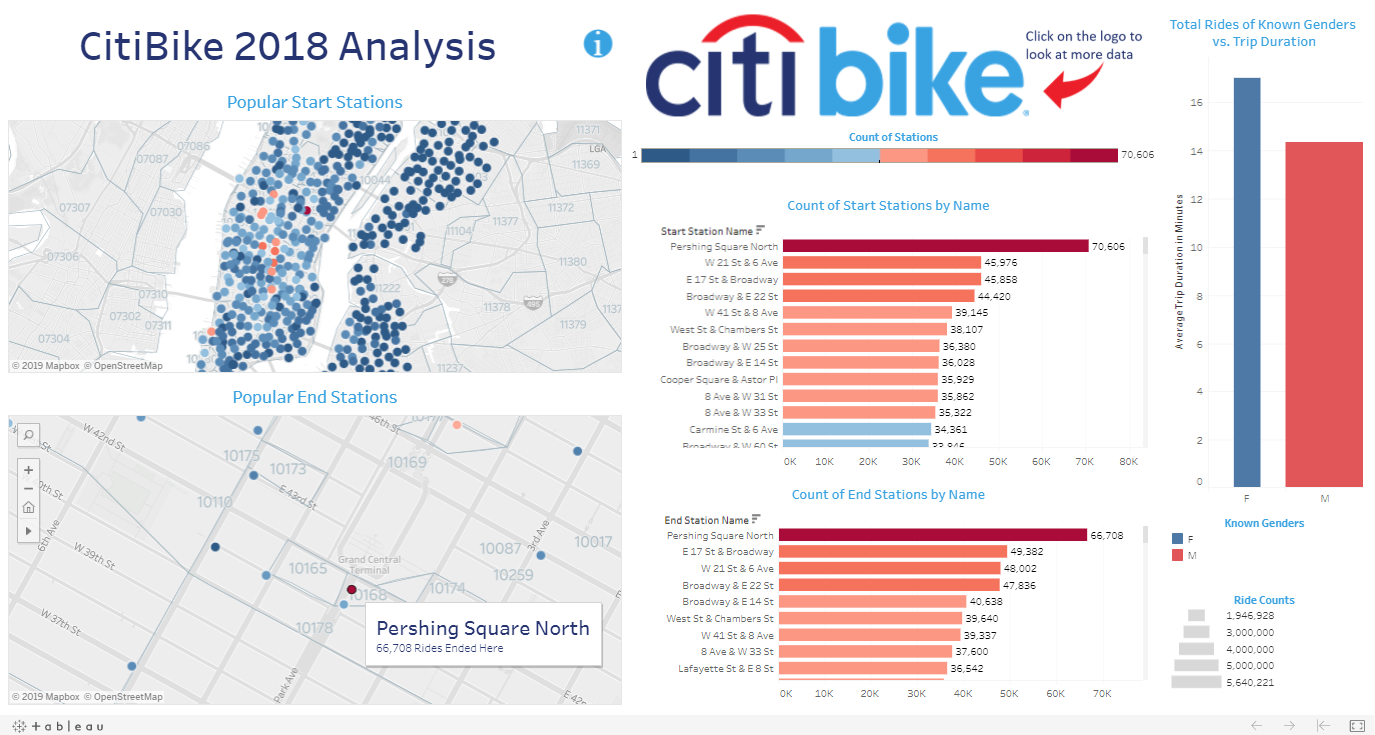 CitiBike 2018 Analysis
i
Popular Start Stations
11371
07086
LGA
07087
11369
10044
07307
07030
11372
11377
11104
07306
11380
278
1222
495
07310
11378
07302
07311
11379
07304
11237
© 2019 Mapbox © OpenStreetMap
Popular End Stations
W 42nd St
46th St
10175
10173
10169
E 43rd St
10110
6th Ave
3rd Ave
W 39th St
Grand Central
Terminal
10087
10017
10165
10259
10168
10174
W 37th St
10178
Pershing Square North
66,708 Rides Ended Here
Park Ave
© 2019 Mapbox © OpenStreetMap
citi bike
Click on the logo to
look at more data
Count of Stations
1
70,606
Count of Start Stations by Name
Start Station Name
Pershing Square North 70,606
W 21 St & 6 Ave 45,976
E 17 St & Broadway 45,858
Broadway & E 22 St 44,420
W 41 St & 8 Ave 39,145
West St & Chambers St 38,107
Broadway & W 25 St 36,380
Broadway & E 14 St 36,028
Cooper Square & Astor Pl 35,929
8 Ave & W 31 St 35,862
8 Ave & W 33 St 35,322
Carmine St & 6 Ave 34,361
Broadway & W 60 St 33,846
0K 10K 20K 30K 40K 50K 60K 70K 80K
Count of End Stations by Name
End Station Name
Pershing Square North 66,708
E 17 St & Broadway 49,382
W 21 St & 6 Ave 48,002
Broadway & E 22 St 47,836
Broadway & E 14 St 40,638
West St & Chambers St 39,640
W 41 St & 8 Ave 39,337
8 Ave & W 33 St 37,600
Lafayette St & E 8 St 36,542
0K 10K 20K 30K 40K 50K 60K 70K
Total Rides of Known Genders
vs. Trip Duration
Average Trip Duration in Minutes
16
14
12
10
8
6
4
2
0
F M
Known Genders
F
M
Ride Counts
1,946,928
3,000,000
4,000,000
5,000,000
5,640,221
+ableau